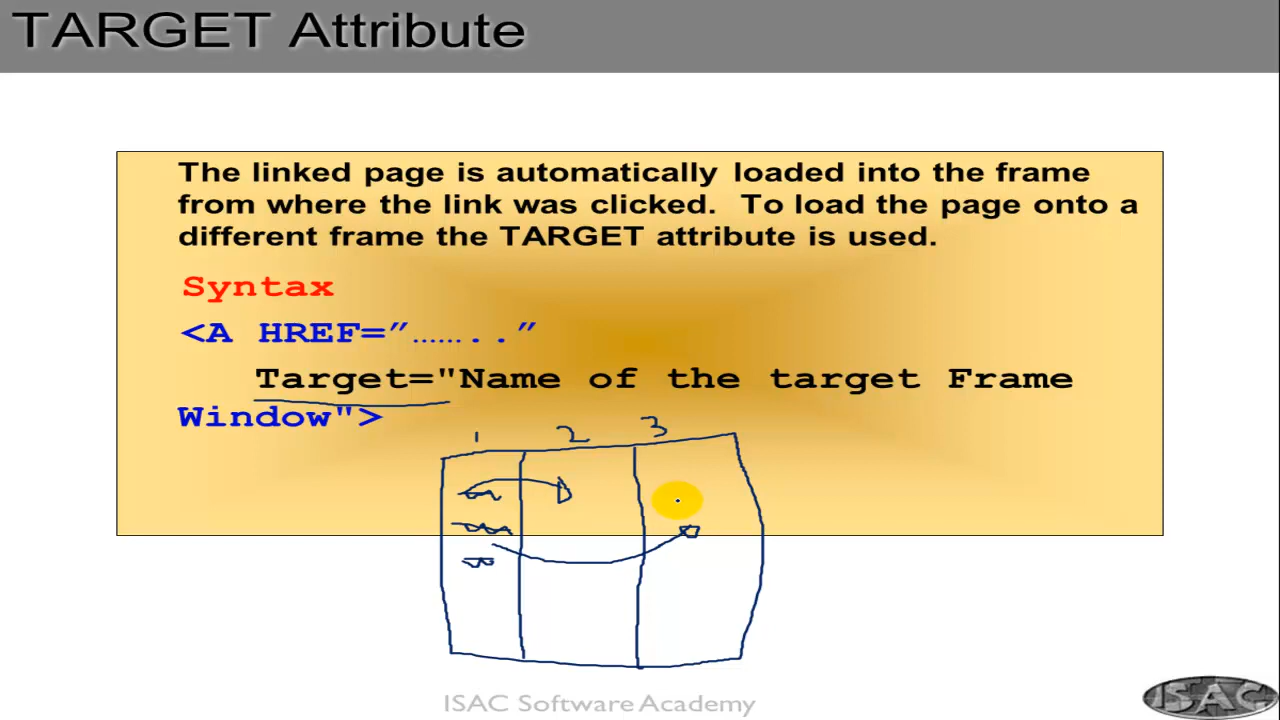 TARGET Attribute
The linked page is automatically loaded into the frame
from where the link was clicked.  To load the page onto a
different frame the TARGET attribute is used.
Syntax
<A HREF=”……..”
Target="Name of the target Frame
Window">
1 2 3
ISAC Software Academy
ISAC